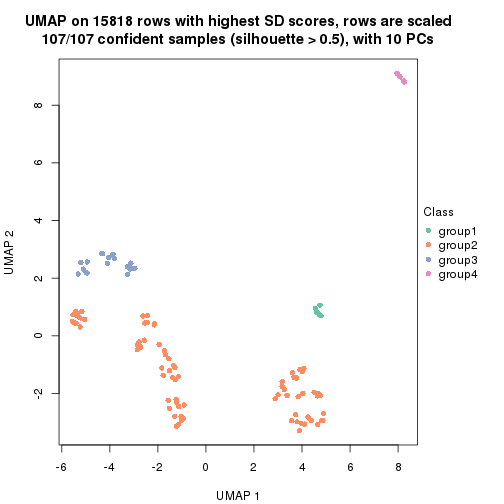 UMAP on 15818 rows with highest SD scores, rows are scaled
107/107 confident samples (silhouette > 0.5), with 10 PCs
8
6
4
2
0
-2
UMAP 2
-6 -4 -2 0 2 4 6 8
UMAP 1
Class
group1
group2
group3
group4